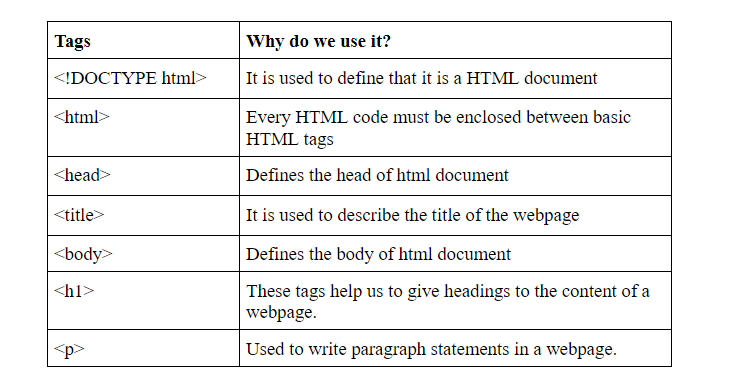 Tags Why do we use it?
<!DOCTYPE html> It is used to define that it is a HTML document
<html> Every HTML code must be enclosed between basic
HTML tags
<head> Defines the head of html document
<title> It is used to describe the title of the webpage
<body> Defines the body of html document
<h1> These tags help us to give headings to the content of a
webpage.
<p> Used to write paragraph statements in a webpage.